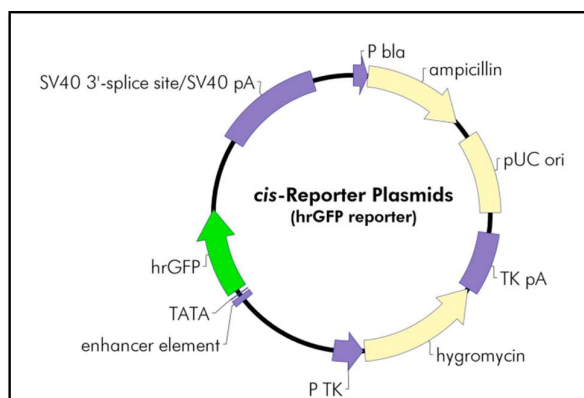 P bla
ampicillin
SV40 3'-splice site/SV40 pA
pUC ori
cis-Reporter Plasmids
(hrGFP reporter)
hrGFP
TK pA
TATA
enhancer element
hygromycin
P TK